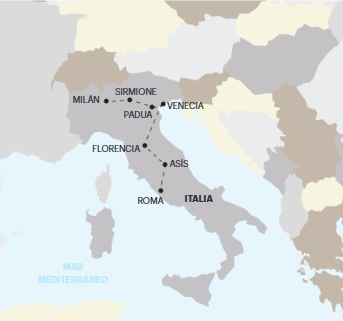 SIRMIONE
MILÁN
VENECIA
PADUA
FLORENCIA
ASÍS
ROMA
ITALIA
MAR
MEDITERRÁNEO